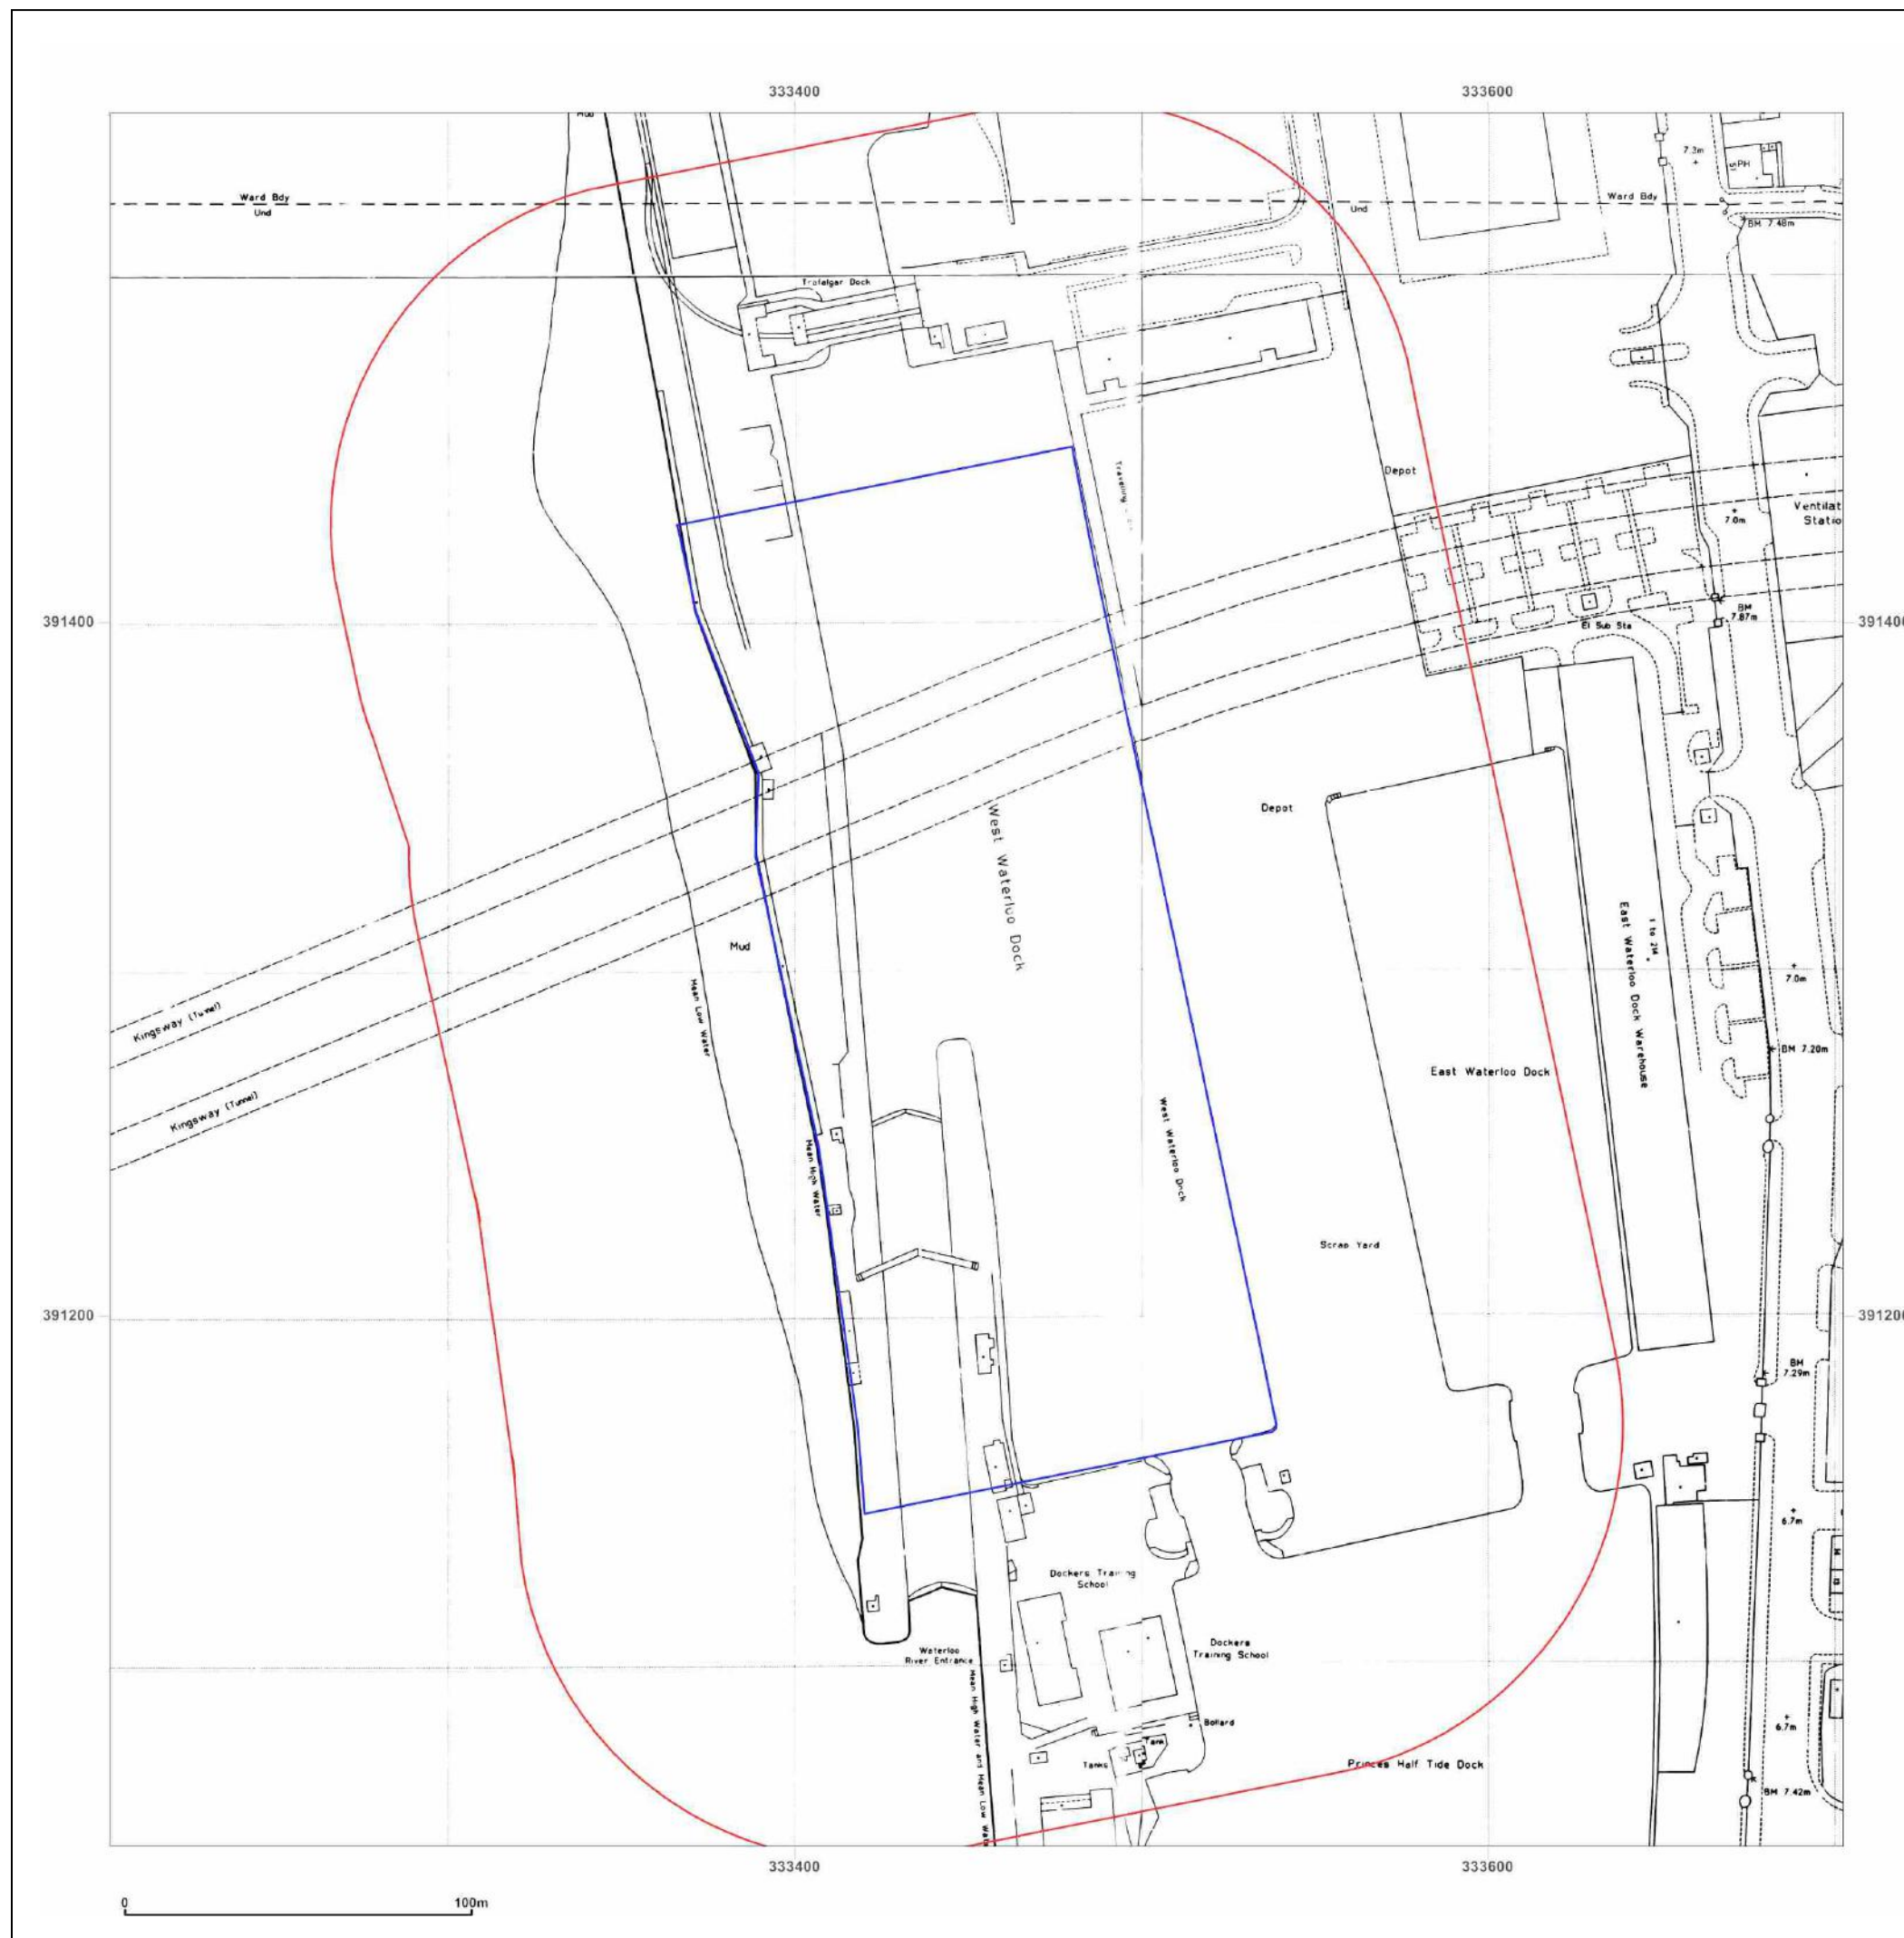 333400
333600
Mud
7.3m
PH
Ward Bdy
Und
Und
Ward Bdy
BM 7.48m
Trafalgar Dock
Depot
Travelling
7.0m
Ventilat
Statio
391400
BM
7.87m
391400
El Sub Sta
Depot
West Waterloo Dock
East Waterloo Dock Warehouse
Mud
7.0m
Mean Low Water
Kingsway (Tunnel)
BM 7.20m
East Waterloo Dock
Kingsway (Tunnel)
West Waterloo Dock
Mean High Water
Scrap Yard
391200
391200
BM
7.29m
6.7m
Dockers Training
School
Waterloo
River Entrance
Dockers
Training School
Mean High Water and Mean Low Wate
Bollard
6.7m
Tank
Tanks
Princes Half Tide Dock
BM 7.42m
333400
333600
0
100m